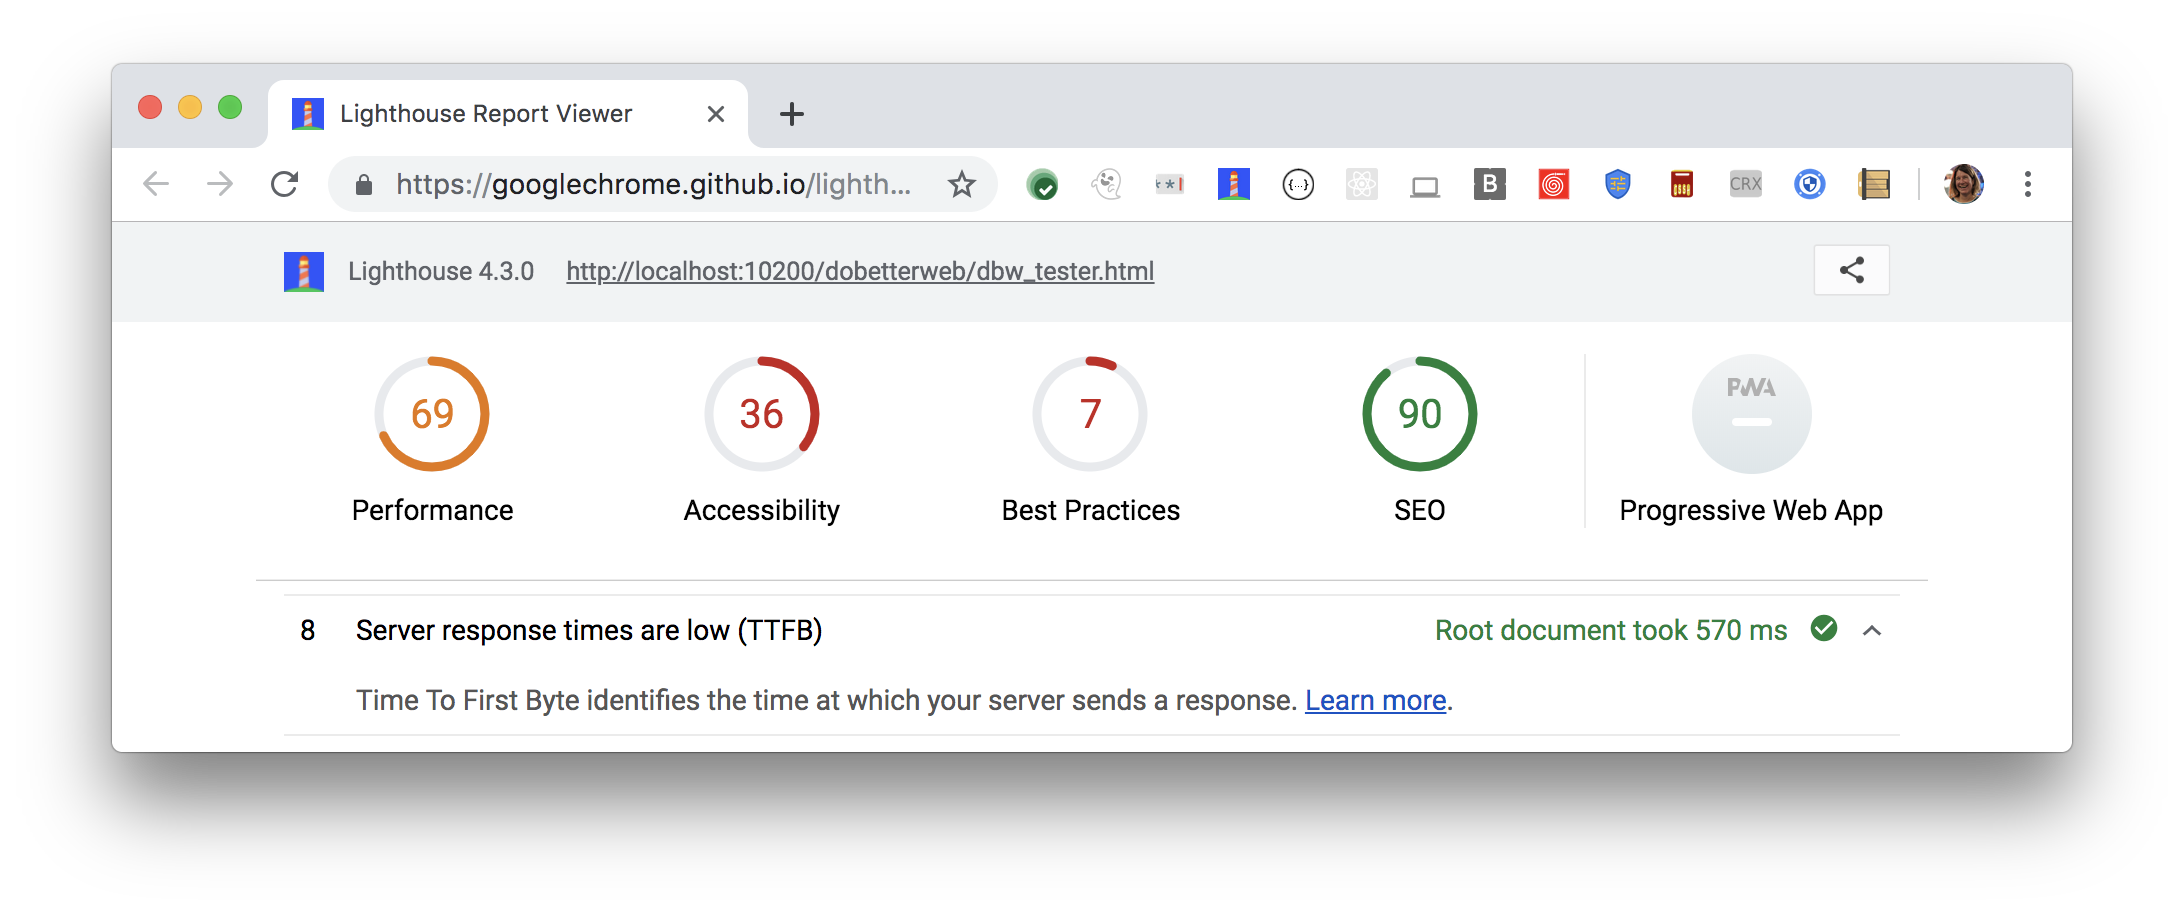 Lighthouse Report Viewer
https://googlechrome.github.io/lighth...
{...}
B
CRX
Lighthouse 4.3.0 http://localhost:10200/dobetterweb/dbw_tester.html
69 36 7 90 PWA
Performance Accessibility Best Practices SEO Progressive Web App
8 Server response times are low (TTFB) Root document took 570 ms
Time To First Byte identifies the time at which your server sends a response. Learn more.